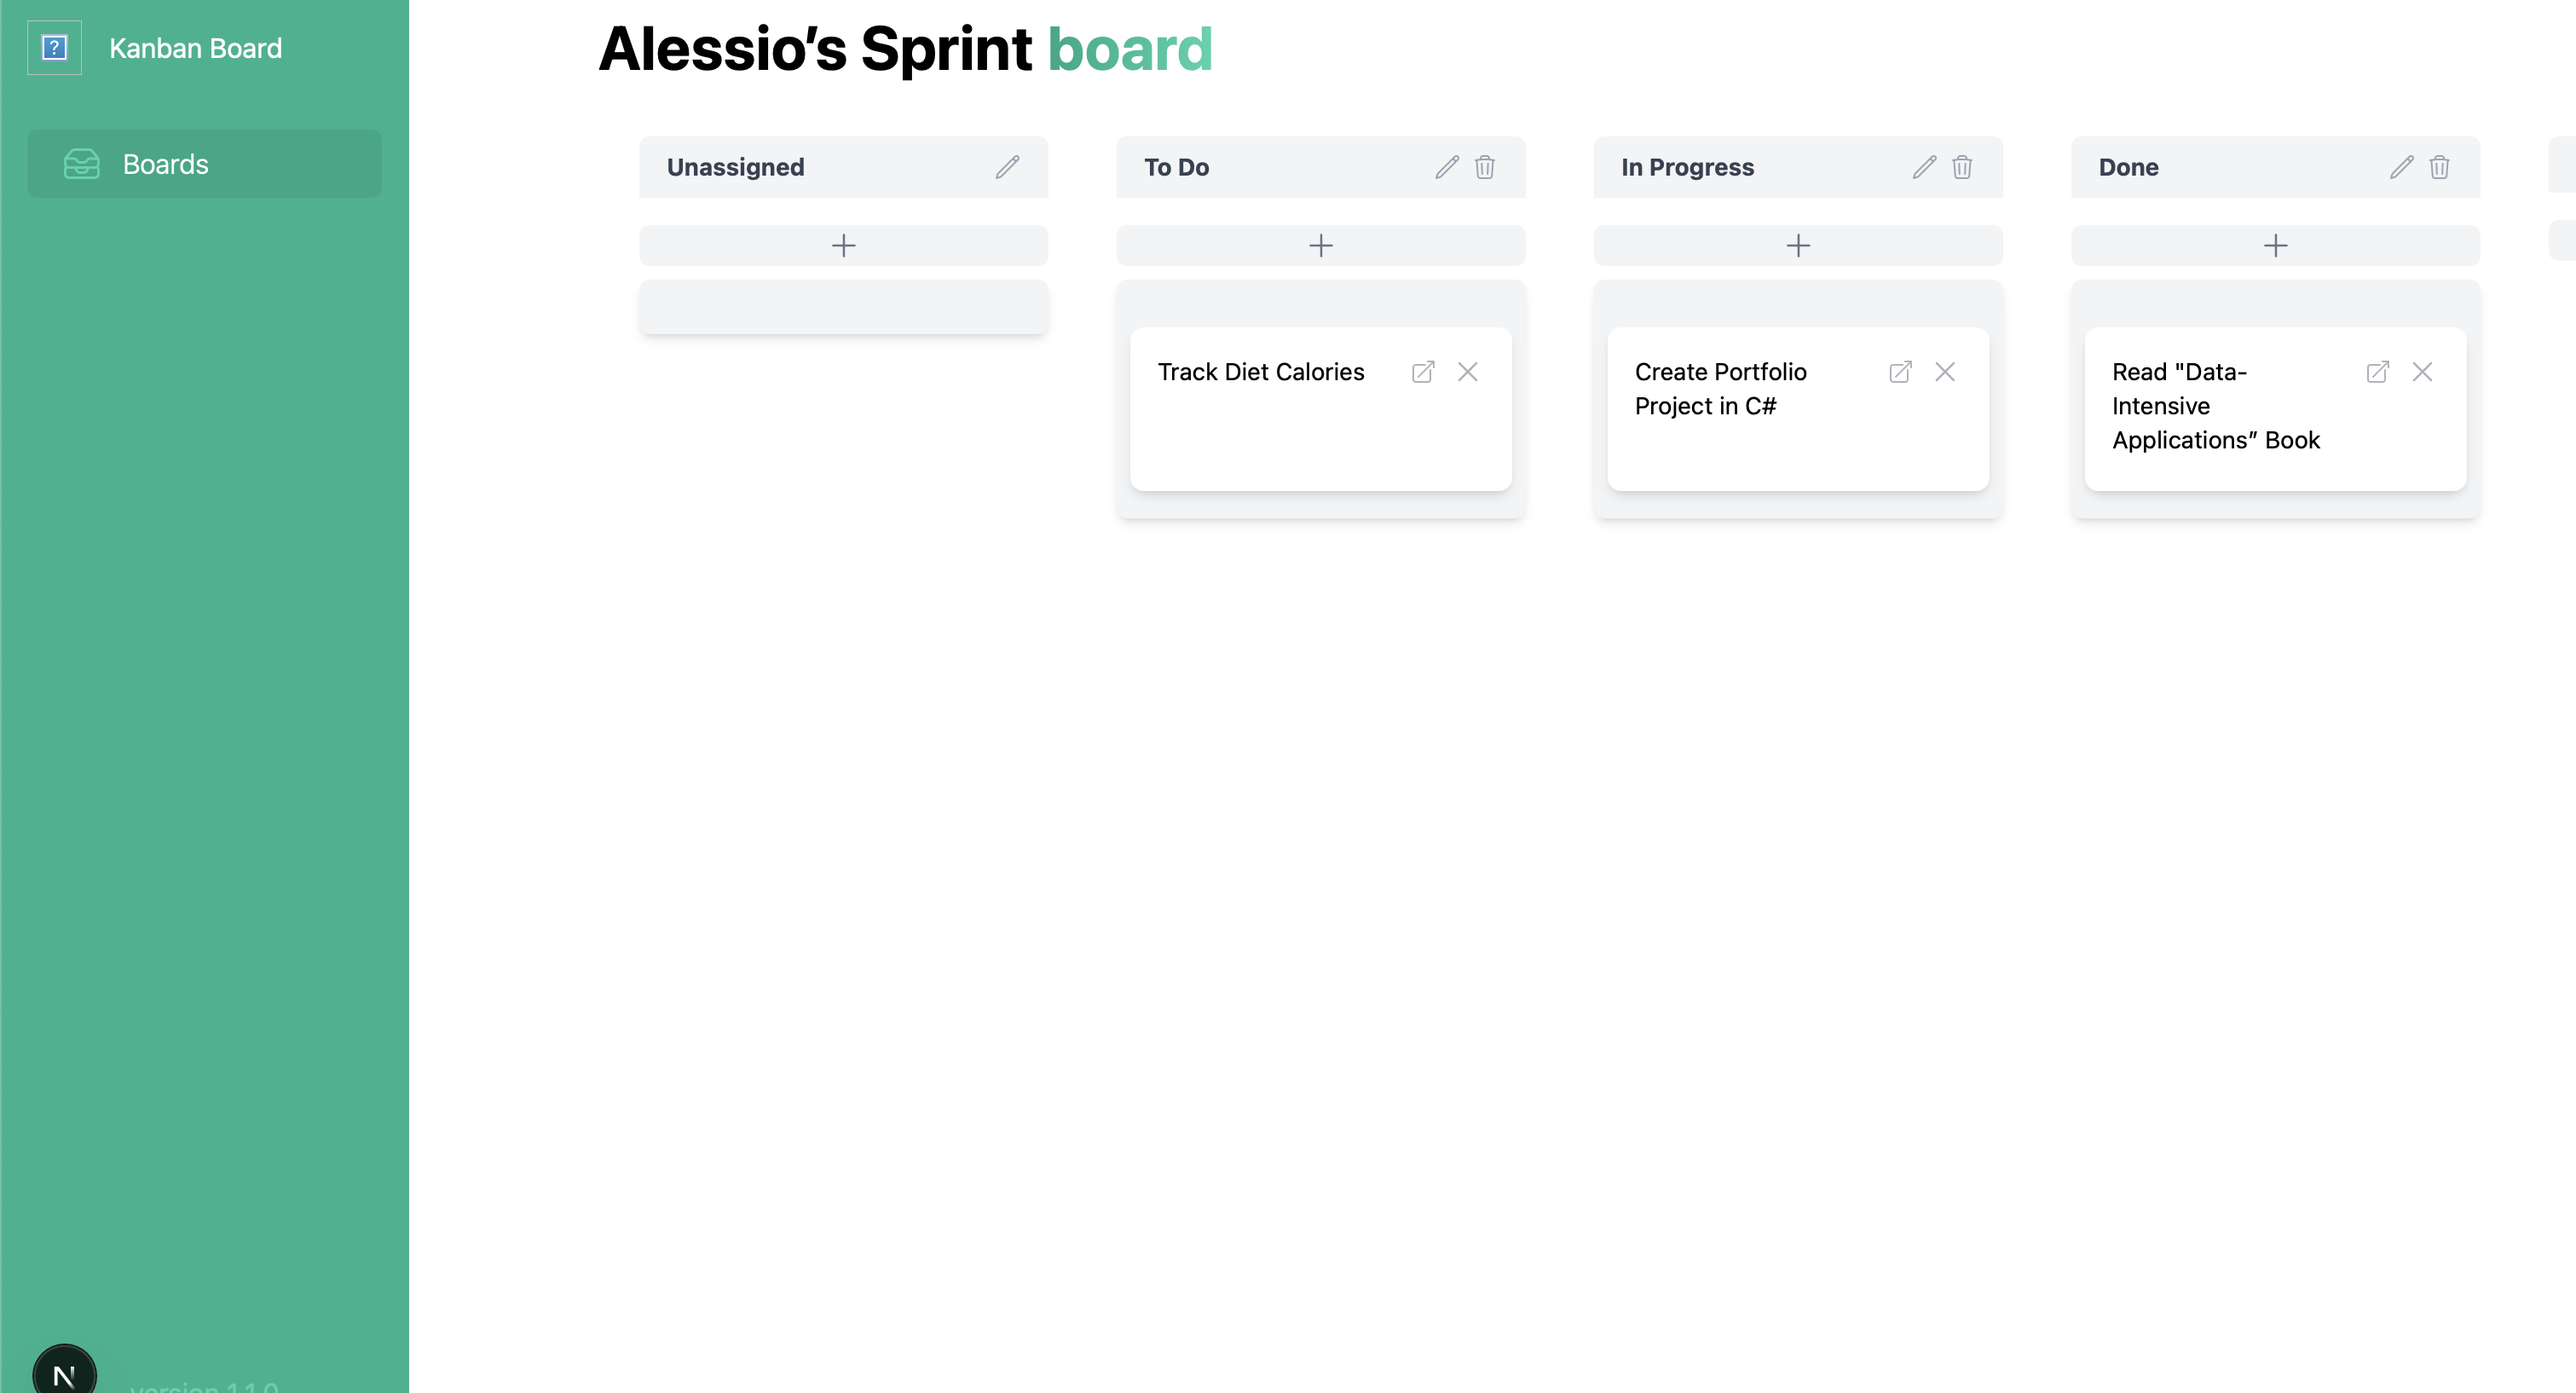 Kanban Board
Boards
Alessio’s Sprint board
Unassigned
To Do
In Progress
Done
Track Diet Calories
Create Portfolio
Project in C#
Read "Data-
Intensive
Applications” Book
N
version 1.1.0